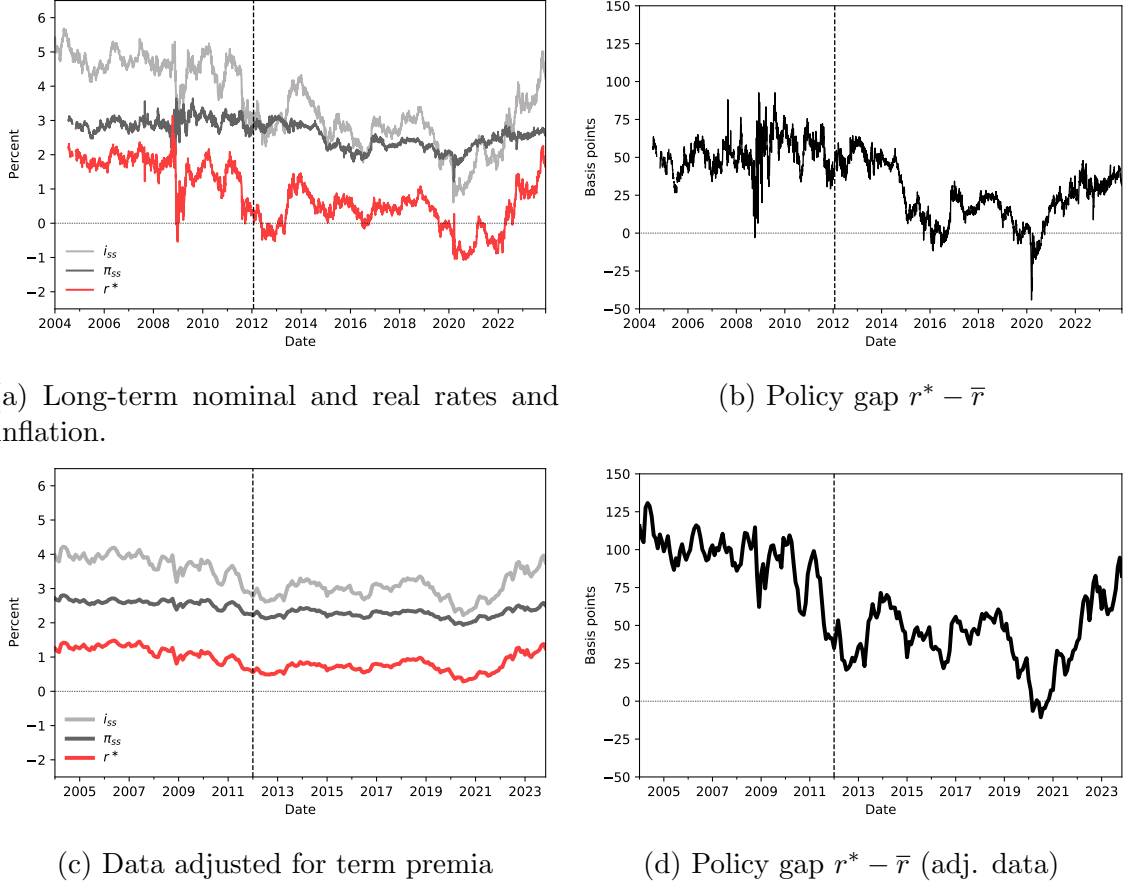 6
5
4
3
2
1
0
−1
−2
Percent
i_ss
π_ss
r*
2004 2006 2008 2010 2012 2014 2016 2018 2020 2022
Date
150
125
100
75
50
25
0
−25
−50
Basis points
2004 2006 2008 2010 2012 2014 2016 2018 2020 2022
Date
a) Long-term nominal and real rates and
nflation.
(b) Policy gap r* − r̅
6
5
4
3
2
1
0
−1
−2
Percent
i_ss
π_ss
r*
2005 2007 2009 2011 2013 2015 2017 2019 2021 2023
Date
150
125
100
75
50
25
0
−25
−50
Basis points
2005 2007 2009 2011 2013 2015 2017 2019 2021 2023
Date
(c) Data adjusted for term premia
(d) Policy gap r* − r̅ (adj. data)